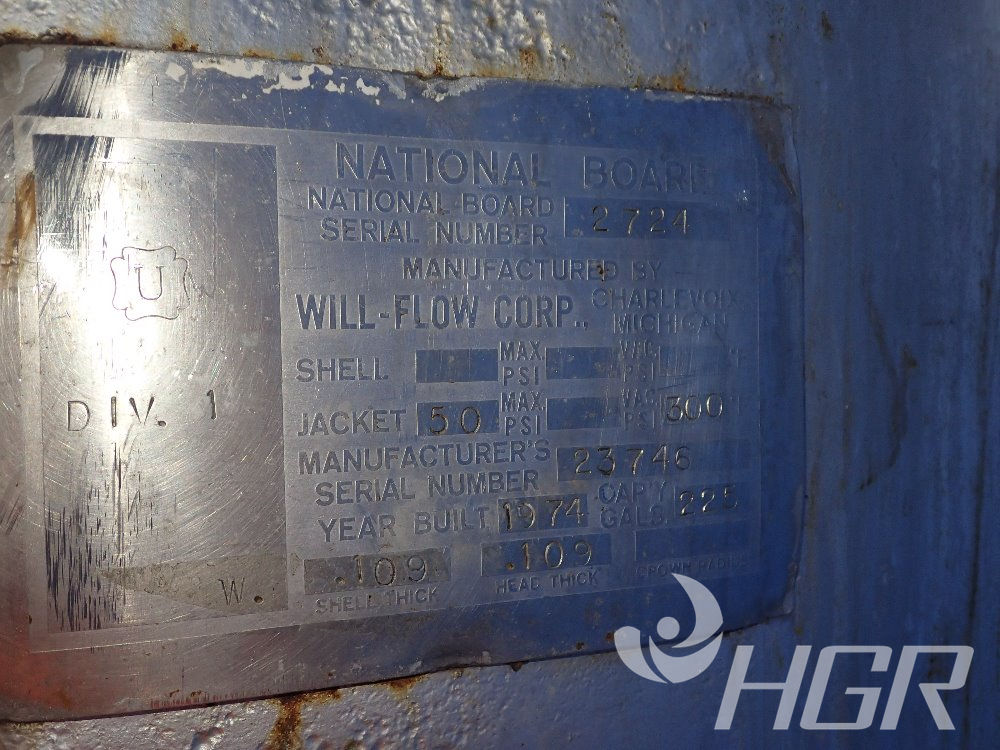 NATIONAL BOARD
NATIONAL BOARD SERIAL NUMBER 2724
MANUFACTURED BY
WILL-FLOW CORP., CHARLEVOIX MICHIGAN
U
SHELL MAX. PSI VAC. PSI
DIV. 1
JACKET 50 MAX. PSI VAC. PSI 300
MANUFACTURER'S SERIAL NUMBER 23746
YEAR BUILT 1974 CAP'Y GALS. 225
W.
.109 .109
SHELL THICK HEAD THICK CROWN RADIUS
HGR